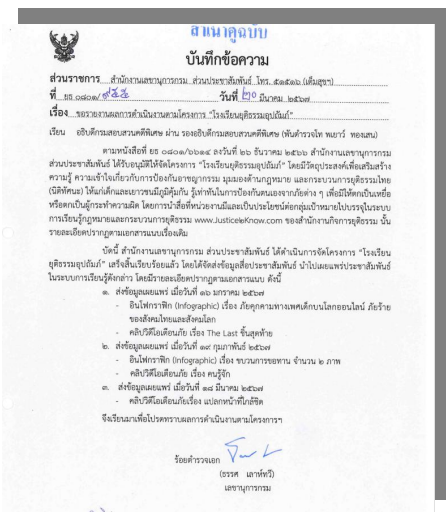 สำเนาคู่ฉบับ
บันทึกข้อความ
ส่วนราชการ สำนักงานเลขานุการกรม ส่วนประชาสัมพันธ์ โทร. ๕๑๕๑๖ (เต็มสุขฯ)
ที่ ยธ ๐๘๐๑/๙๕๕ วันที่ ๒๐ มีนาคม ๒๕๖๗
เรื่อง ขอรายงานผลการดำเนินงานตามโครงการ "โรงเรียนยุติธรรมอุปถัมภ์"
เรียน อธิบดีกรมสอบสวนคดีพิเศษ ผ่าน รองอธิบดีกรมสอบสวนคดีพิเศษ (พันตำรวจโท พเยาว์ ทองเสน)
ตามหนังสือที่ ยธ ๐๘๐๑/๖๖๑๔ ลงวันที่ ๒๖ ธันวาคม ๒๕๖๖ สำนักงานเลขานุการกรม
ส่วนประชาสัมพันธ์ ได้รับอนุมัติให้จัดโครงการ "โรงเรียนยุติธรรมอุปถัมภ์" โดยมีวัตถุประสงค์เพื่อเสริมสร้าง
ความรู้ ความเข้าใจเกี่ยวกับการป้องกันอาชญากรรม มุมมองด้านกฎหมาย และกระบวนการยุติธรรมไทย
(นิติทัศนะ) ให้แก่เด็กและเยาวชนมีภูมิคุ้มกัน รู้เท่าทันในการป้องกันตนเองจากภัยต่าง ๆ เพื่อมิให้ตกเป็นเหยื่อ
หรือตกเป็นผู้กระทำความผิด โดยการนำสื่อที่หน่วยงานมีและเป็นประโยชน์ต่อกลุ่มเป้าหมายไปบรรจุในระบบ
การเรียนรู้กฎหมายและกระบวนการยุติธรรม www.JusticeleKnow.com ของสำนักงานกิจการยุติธรรม นั้น
รายละเอียดปรากฏตามเอกสารแนบเรื่องเดิม
บัดนี้ สำนักงานเลขานุการกรม ส่วนประชาสัมพันธ์ ได้ดำเนินการจัดโครงการ "โรงเรียน
ยุติธรรมอุปถัมภ์" เสร็จสิ้นเรียบร้อยแล้ว โดยได้จัดส่งข้อมูลสื่อประชาสัมพันธ์ นำไปเผยแพร่ประชาสัมพันธ์
ในระบบการเรียนรู้ดังกล่าว โดยมีรายละเอียดปรากฏตามเอกสารแนบ ดังนี้
๑. ส่งข้อมูลเผยแพร่ เมื่อวันที่ ๑๖ มกราคม ๒๕๖๗
- อินโฟกราฟิก (Infographic) เรื่อง ภัยคุกคามทางเพศเด็กบนโลกออนไลน์ ภัยร้าย
ของสังคมไทยและสังคมโลก
- คลิปวิดีโอเตือนภัย เรื่อง The Last ชิ้นสุดท้าย
๒. ส่งข้อมูลเผยแพร่ เมื่อวันที่ ๑๙ กุมภาพันธ์ ๒๕๖๗
- อินโฟกราฟิก (Infographic) เรื่อง ขบวนการขอทาน จำนวน ๒ ภาพ
- คลิปวิดีโอเตือนภัย เรื่อง คนรู้จัก
๓. ส่งข้อมูลเผยแพร่ เมื่อวันที่ ๑๘ มีนาคม ๒๕๖๗
- คลิปวิดีโอเตือนภัยเรื่อง แปลกหน้าที่ใกล้ชิด
จึงเรียนมาเพื่อโปรดทราบผลการดำเนินงานตามโครงการฯ
ร้อยตำรวจเอก
(ธรรศ เลาห์ทวี)
เลขานุการกรม